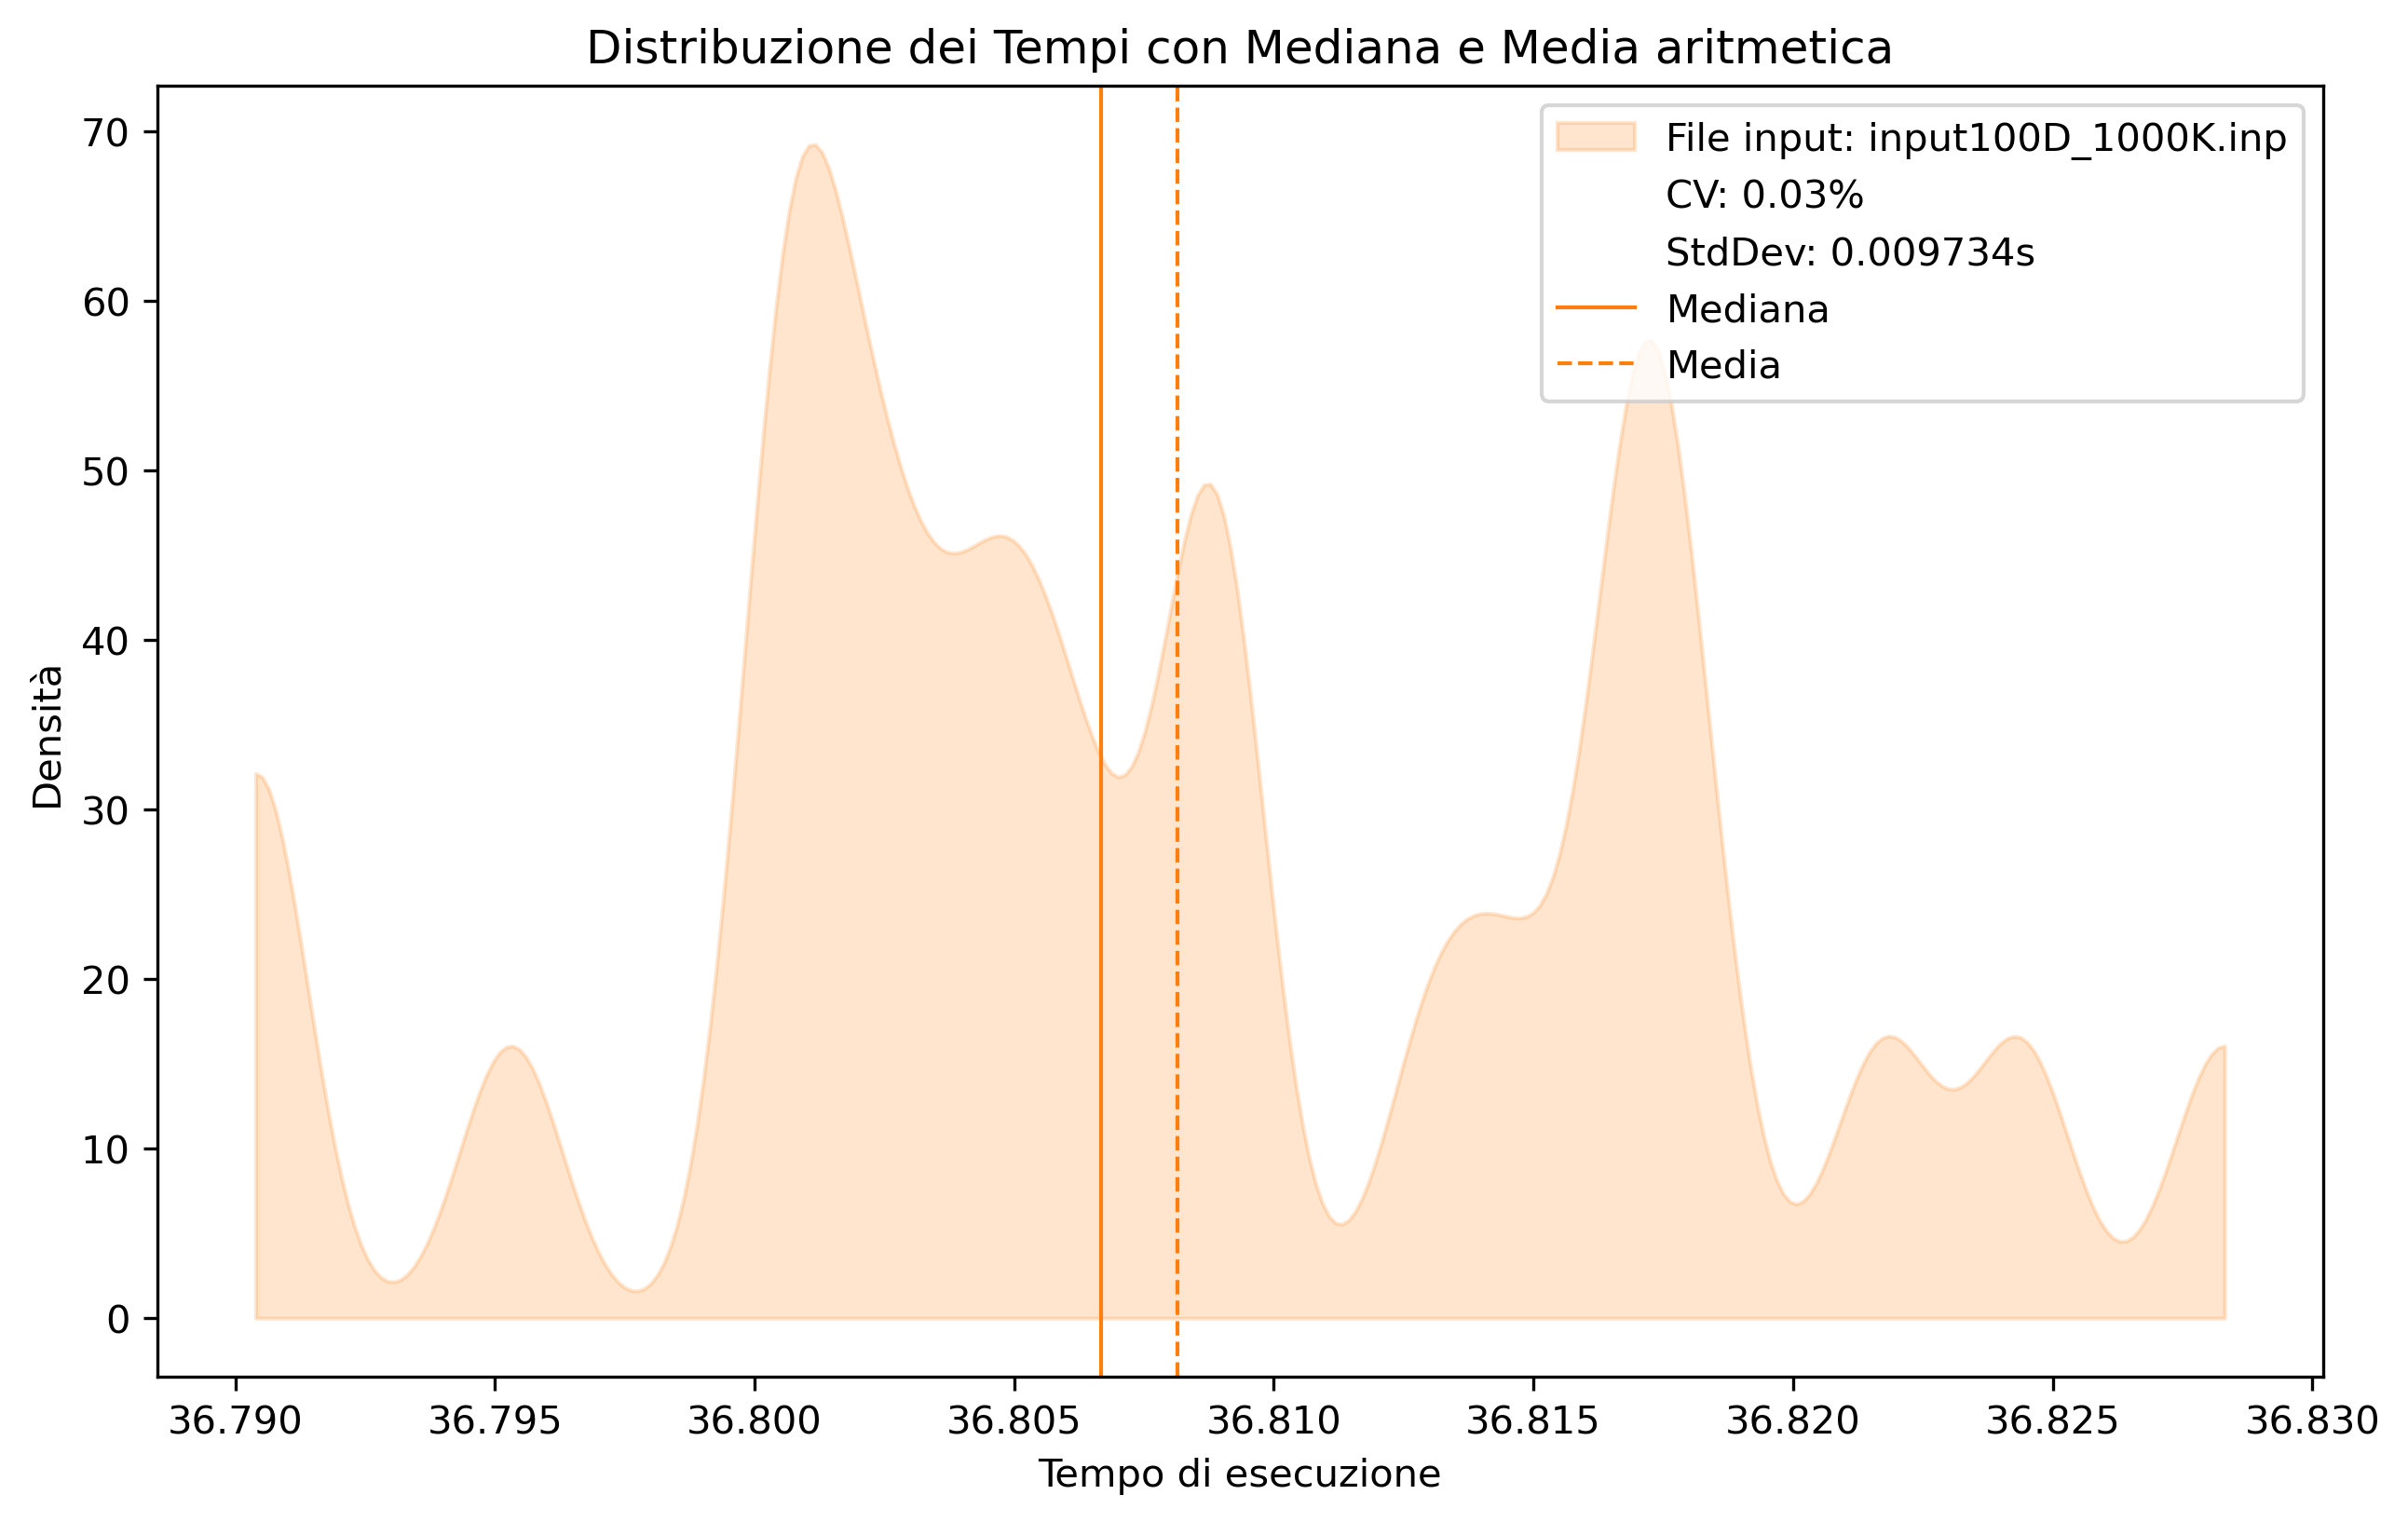 Distribuzione dei Tempi con Mediana e Media aritmetica
File input: input100D_1000K.inp
CV: 0.03%
StdDev: 0.009734s
Mediana
Media
Densità
70
60
50
40
30
20
10
0
36.790 36.795 36.800 36.805 36.810 36.815 36.820 36.825 36.830
Tempo di esecuzione